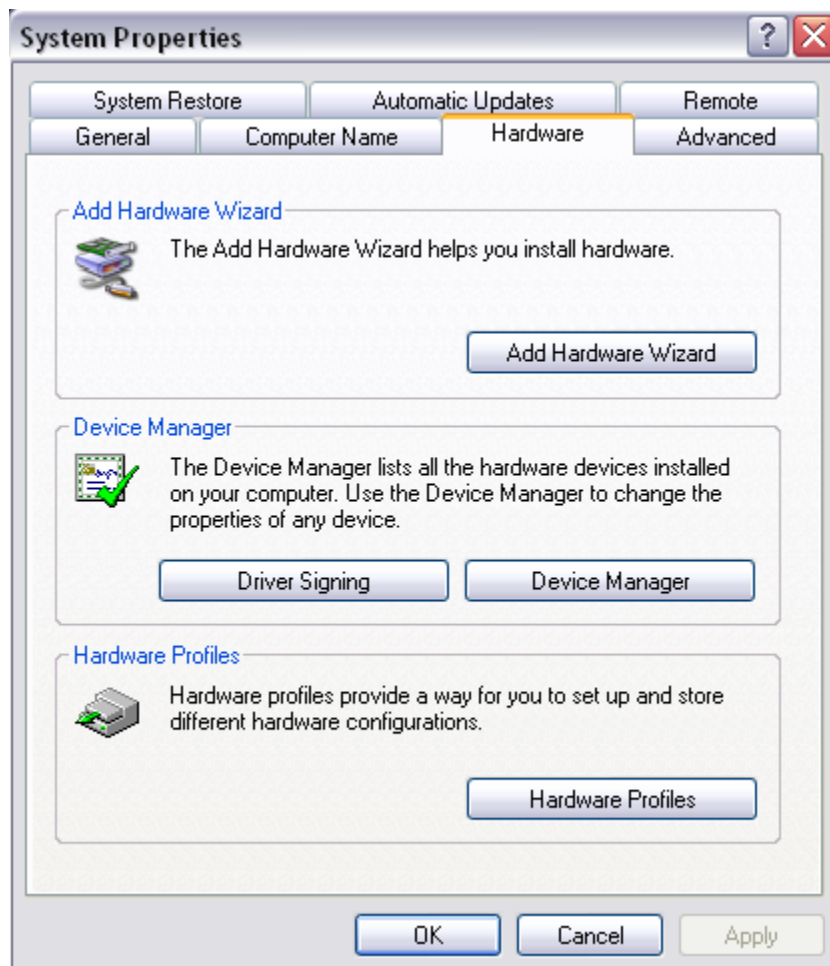 System Properties
?
System Restore
Automatic Updates
Remote
General
Computer Name
Hardware
Advanced
Add Hardware Wizard
The Add Hardware Wizard helps you install hardware.
Add Hardware Wizard
Device Manager
The Device Manager lists all the hardware devices installed
on your computer. Use the Device Manager to change the
properties of any device.
Driver Signing
Device Manager
Hardware Profiles
Hardware profiles provide a way for you to set up and store
different hardware configurations.
Hardware Profiles
OK
Cancel
Apply